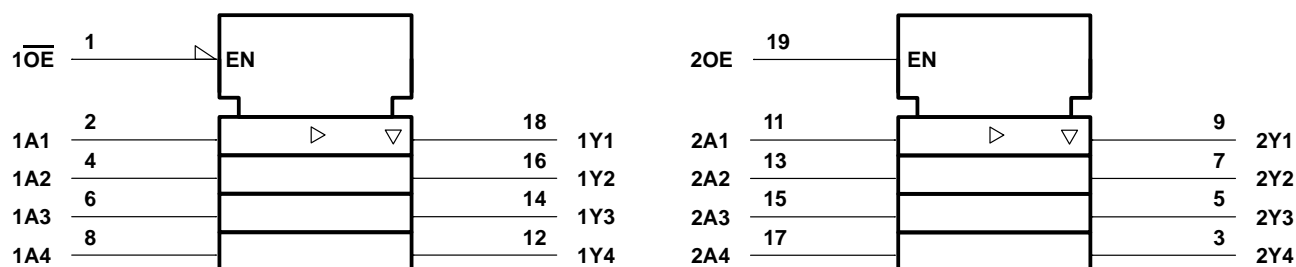 1 19
1O̅E̅ EN 2OE EN
2 18 11 9
1A1 1Y1 2A1 2Y1
4 16 13 7
1A2 1Y2 2A2 2Y2
6 14 15 5
1A3 1Y3 2A3 2Y3
8 12 17 3
1A4 1Y4 2A4 2Y4